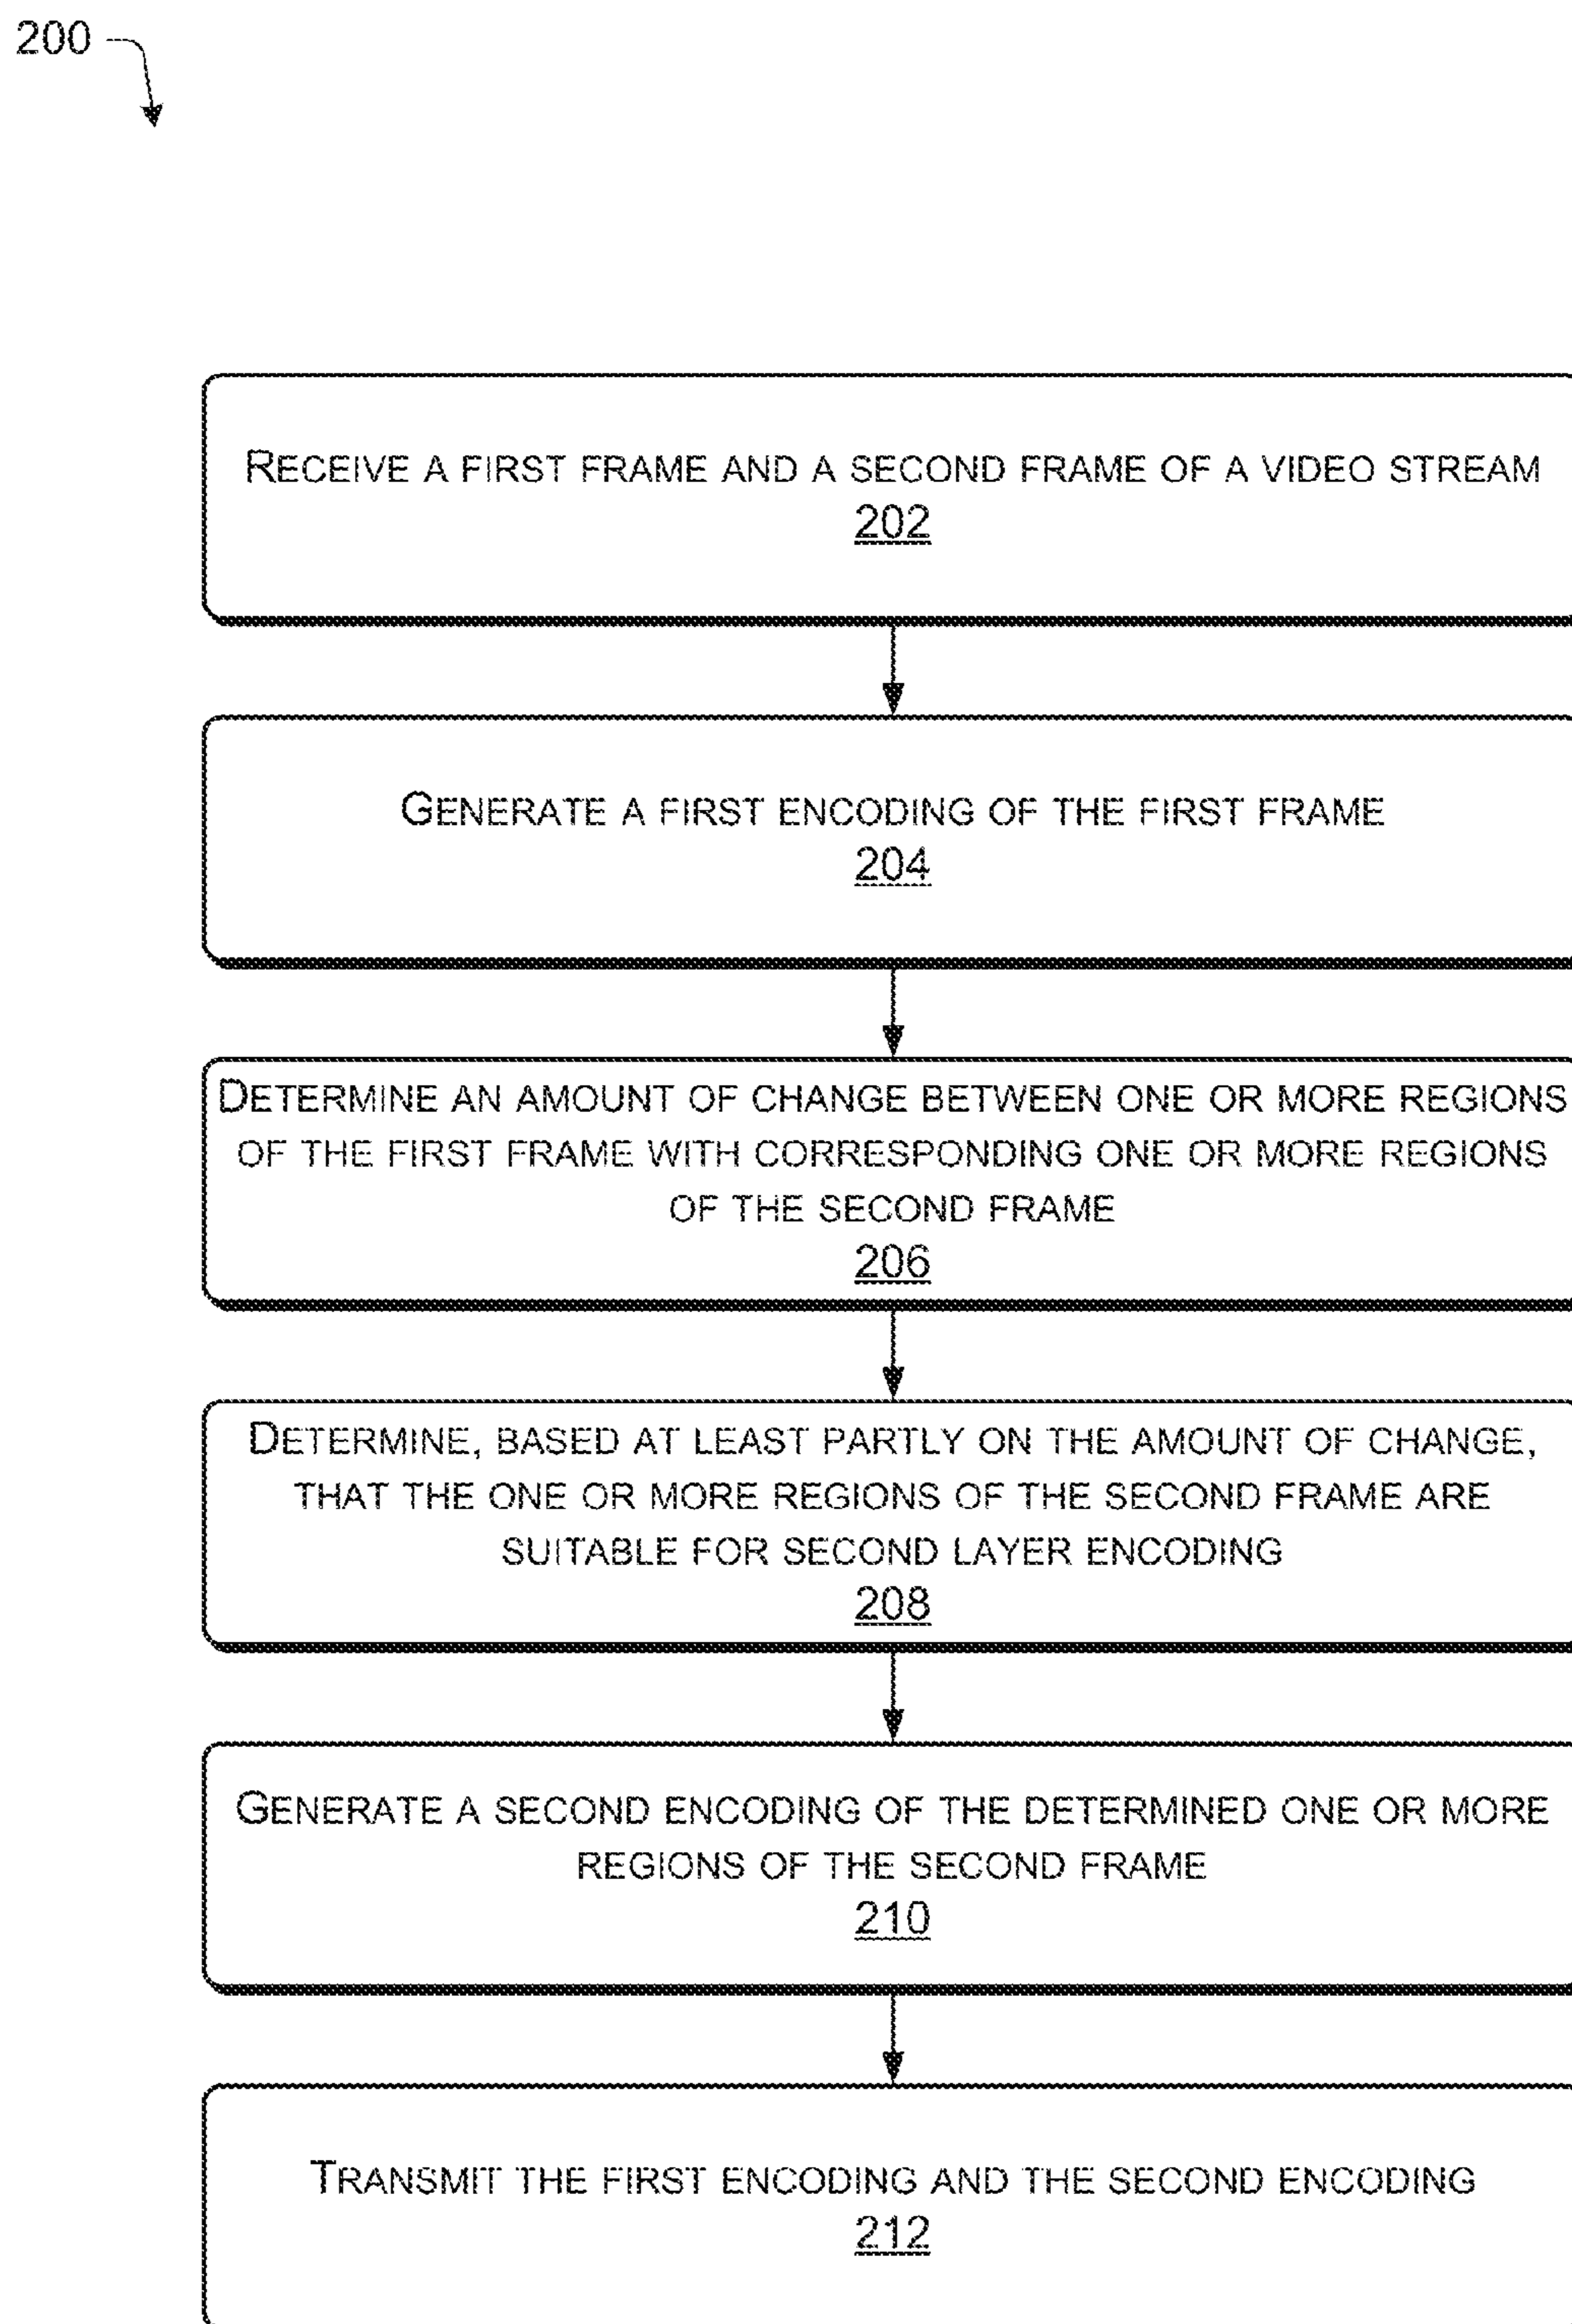 200
RECEIVE A FIRST FRAME AND A SECOND FRAME OF A VIDEO STREAM
202
GENERATE A FIRST ENCODING OF THE FIRST FRAME
204
DETERMINE AN AMOUNT OF CHANGE BETWEEN ONE OR MORE REGIONS
OF THE FIRST FRAME WITH CORRESPONDING ONE OR MORE REGIONS
OF THE SECOND FRAME
206
DETERMINE, BASED AT LEAST PARTLY ON THE AMOUNT OF CHANGE,
THAT THE ONE OR MORE REGIONS OF THE SECOND FRAME ARE
SUITABLE FOR SECOND LAYER ENCODING
208
GENERATE A SECOND ENCODING OF THE DETERMINED ONE OR MORE
REGIONS OF THE SECOND FRAME
210
TRANSMIT THE FIRST ENCODING AND THE SECOND ENCODING
212